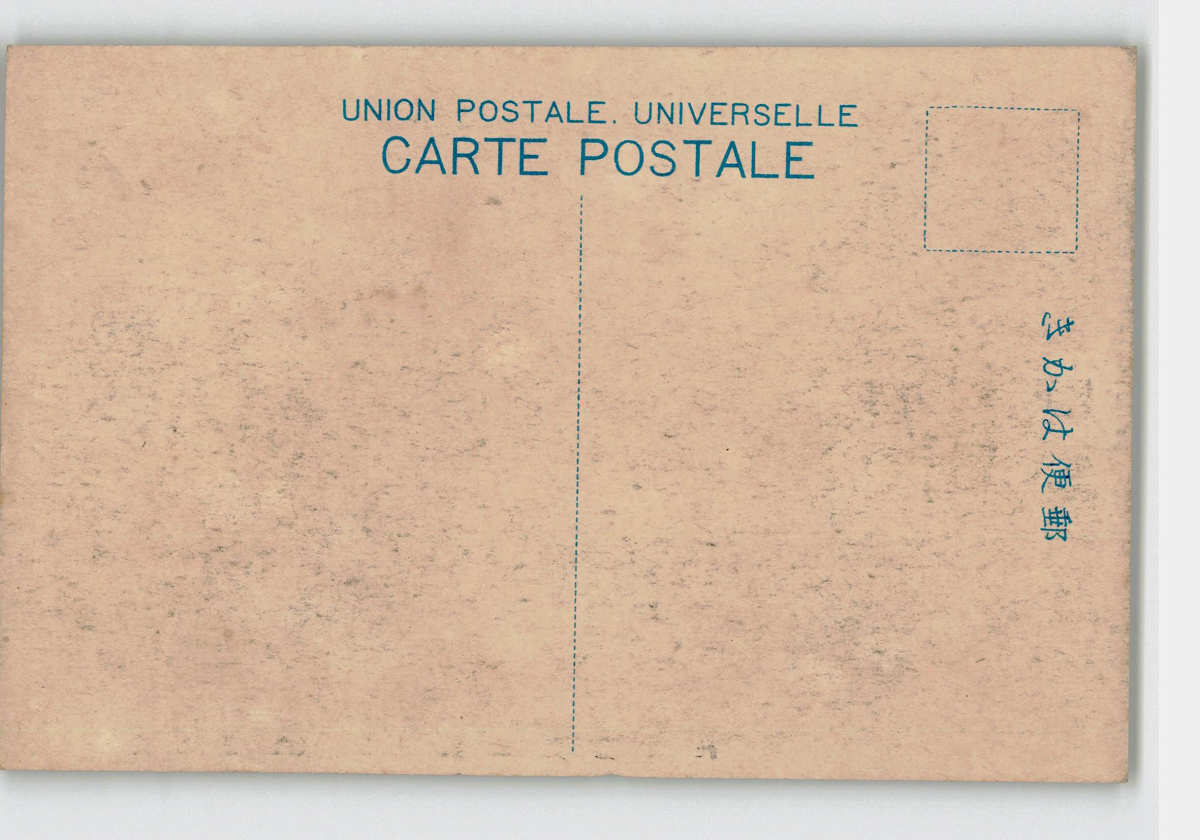 UNION POSTALE. UNIVERSELLE
CARTE POSTALE
郵便はかき